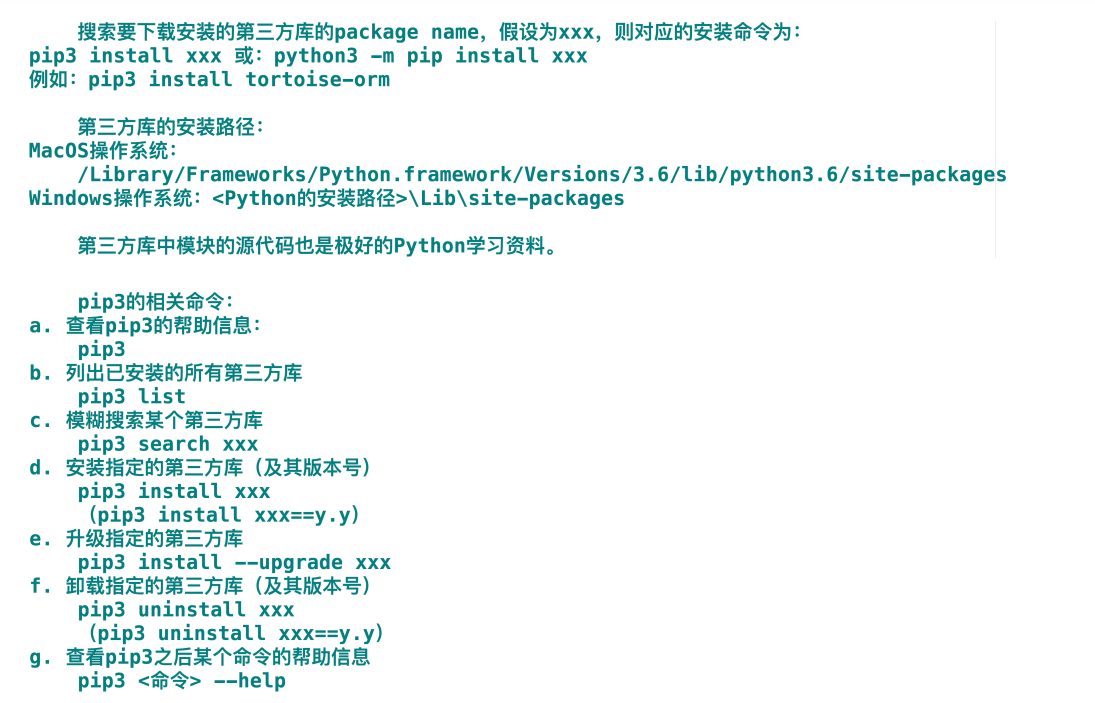 搜索要下载安装的第三方库的package name，假设为xxx，则对应的安装命令为：
pip3 install xxx 或：python3 -m pip install xxx
例如：pip3 install tortoise-orm
第三方库的安装路径：
MacOS操作系统：
/Library/Frameworks/Python.framework/Versions/3.6/lib/python3.6/site-packages
Windows操作系统：<Python的安装路径>\Lib\site-packages
第三方库中模块的源代码也是极好的Python学习资料。
pip3的相关命令：
a. 查看pip3的帮助信息：
pip3
b. 列出已安装的所有第三方库
pip3 list
c. 模糊搜索某个第三方库
pip3 search xxx
d. 安装指定的第三方库（及其版本号）
pip3 install xxx
（pip3 install xxx==y.y）
e. 升级指定的第三方库
pip3 install --upgrade xxx
f. 卸载指定的第三方库（及其版本号）
pip3 uninstall xxx
（pip3 uninstall xxx==y.y）
g. 查看pip3之后某个命令的帮助信息
pip3 <命令> --help